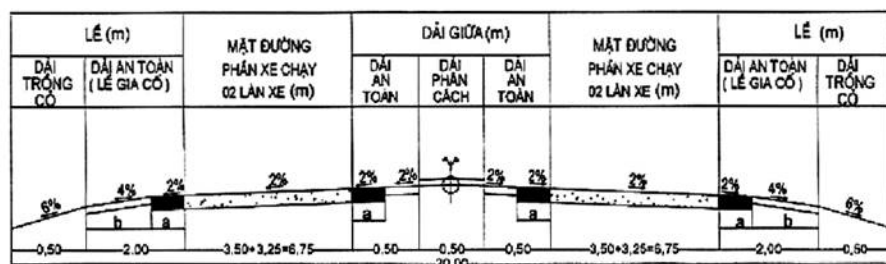 LỀ (m)
DẢI GIỮA (m)
LỀ (m)
DẢI TRỒNG CỎ
DẢI AN TOÀN (LỀ GIA CỐ)
MẶT ĐƯỜNG PHẦN XE CHẠY 02 LÀN XE (m)
DẢI AN TOÀN
DẢI PHÂN CÁCH
DẢI AN TOÀN
MẶT ĐƯỜNG PHẦN XE CHẠY 02 LÀN XE (m)
DẢI AN TOÀN (LỀ GIA CỐ)
DẢI TRỒNG CỎ
6% 4% 2% 2% 2% 2% 2% 2% 2% 2% 4% 6%
b a a a a b
0,50 2.00 3.50+3,25=6,75 0.50 0,50 0,50 3,50+3,25=6,75 2,00 0,50
20,00